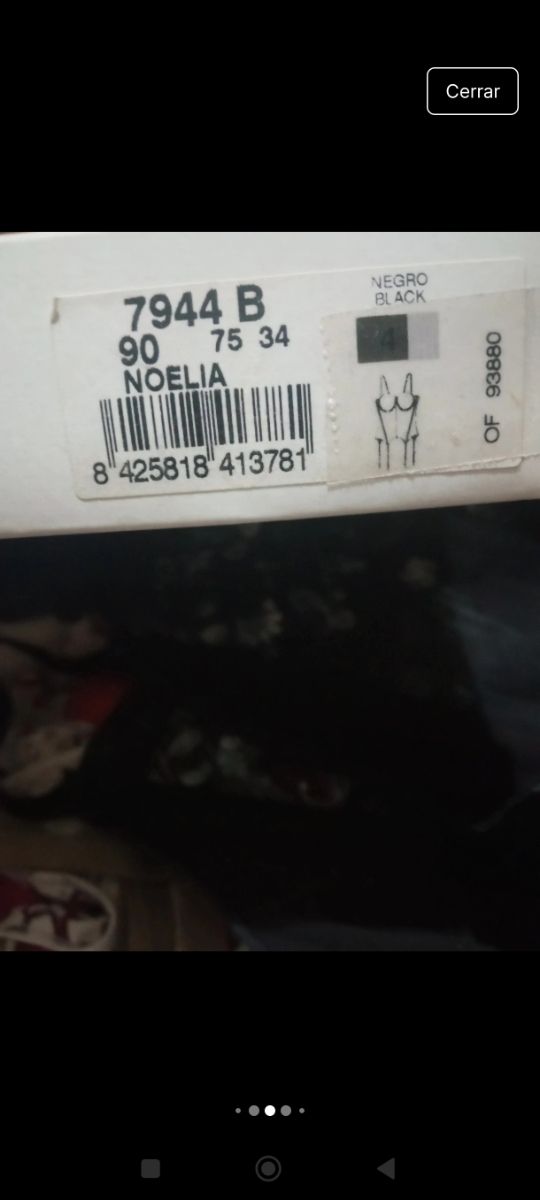 Cerrar
7944 B
90 75 34
NOELIA
8 425818 413781
NEGRO
BLACK
4
OF 93880